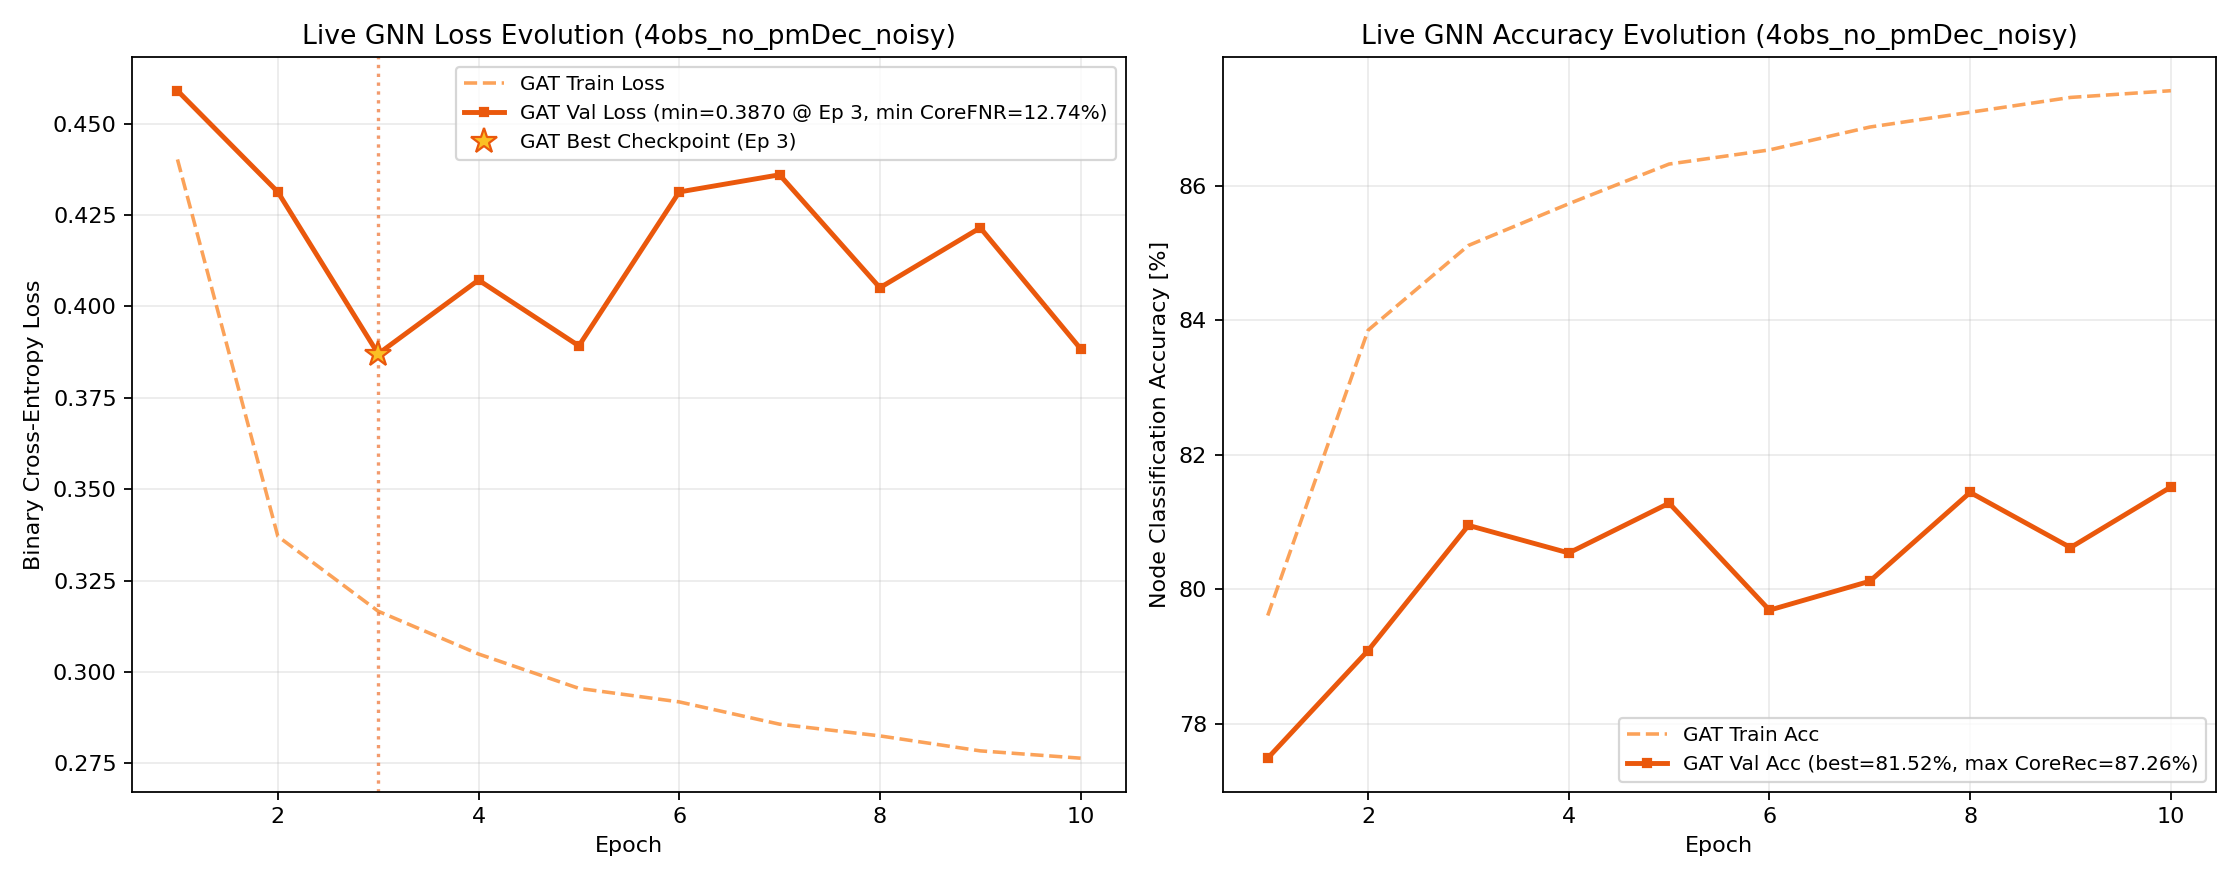 Live GNN Loss Evolution (4obs_no_pmDec_noisy)
GAT Train Loss
GAT Val Loss (min=0.3870 @ Ep 3, min CoreFNR=12.74%)
GAT Best Checkpoint (Ep 3)
Binary Cross-Entropy Loss
0.450
0.425
0.400
0.375
0.350
0.325
0.300
0.275
2
4
6
8
10
Epoch
Live GNN Accuracy Evolution (4obs_no_pmDec_noisy)
Node Classification Accuracy [%]
86
84
82
80
78
GAT Train Acc
GAT Val Acc (best=81.52%, max CoreRec=87.26%)
2
4
6
8
10
Epoch